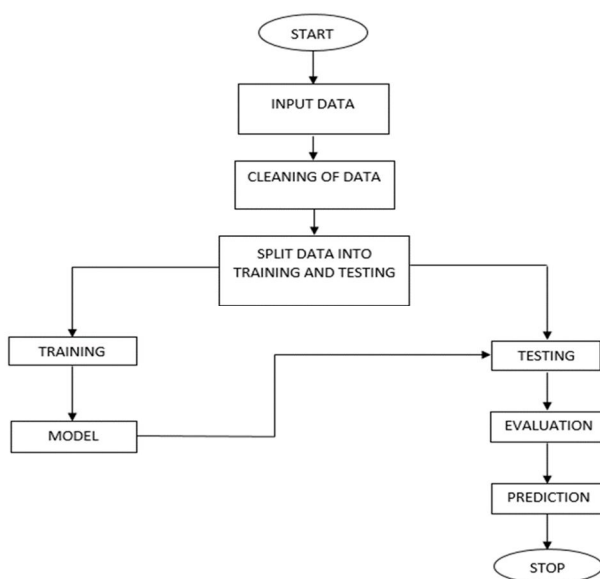 START
INPUT DATA
CLEANING OF DATA
SPLIT DATA INTO
TRAINING AND TESTING
TRAINING
TESTING
MODEL
EVALUATION
PREDICTION
STOP